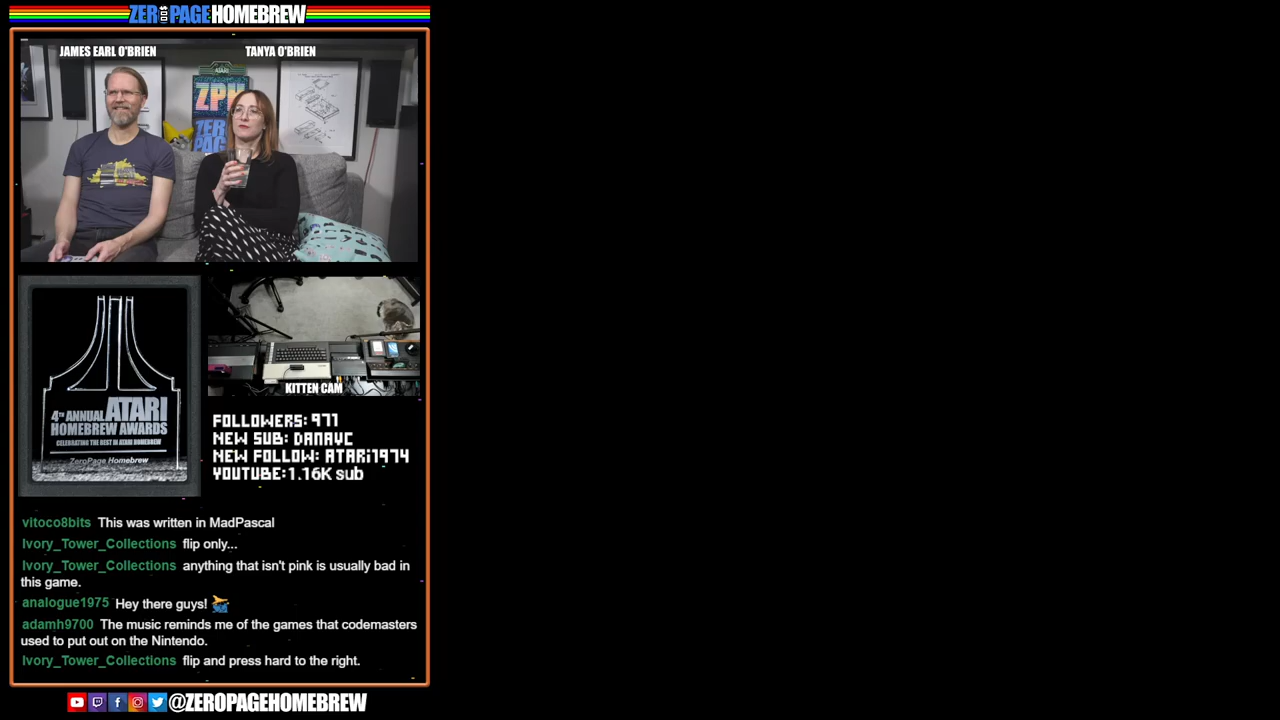 ZEROPAGE HOMEBREW
JAMES EARL O'BRIEN
TANYA O'BRIEN
ATARI
ZPH
ZERO
PAG
4TH ANNUAL ATARI
HOMEBREW AWARDS
CELEBRATING THE BEST IN ATARI HOMEBREW
ZeroPage Homebrew
KITTEN CAM
FOLLOWERS: 971
NEW SUB: DANAYC
NEW FOLLOW: ATARI1974
YOUTUBE:1.16K sub
vitoco8bits This was written in MadPascal
Ivory_Tower_Collections flip only...
Ivory_Tower_Collections anything that isn't pink is usually bad in
this game.
analogue1975 Hey there guys!
adamh9700 The music reminds me of the games that codemasters
used to put out on the Nintendo.
Ivory_Tower_Collections flip and press hard to the right.
@ZEROPAGEHOMEBREW